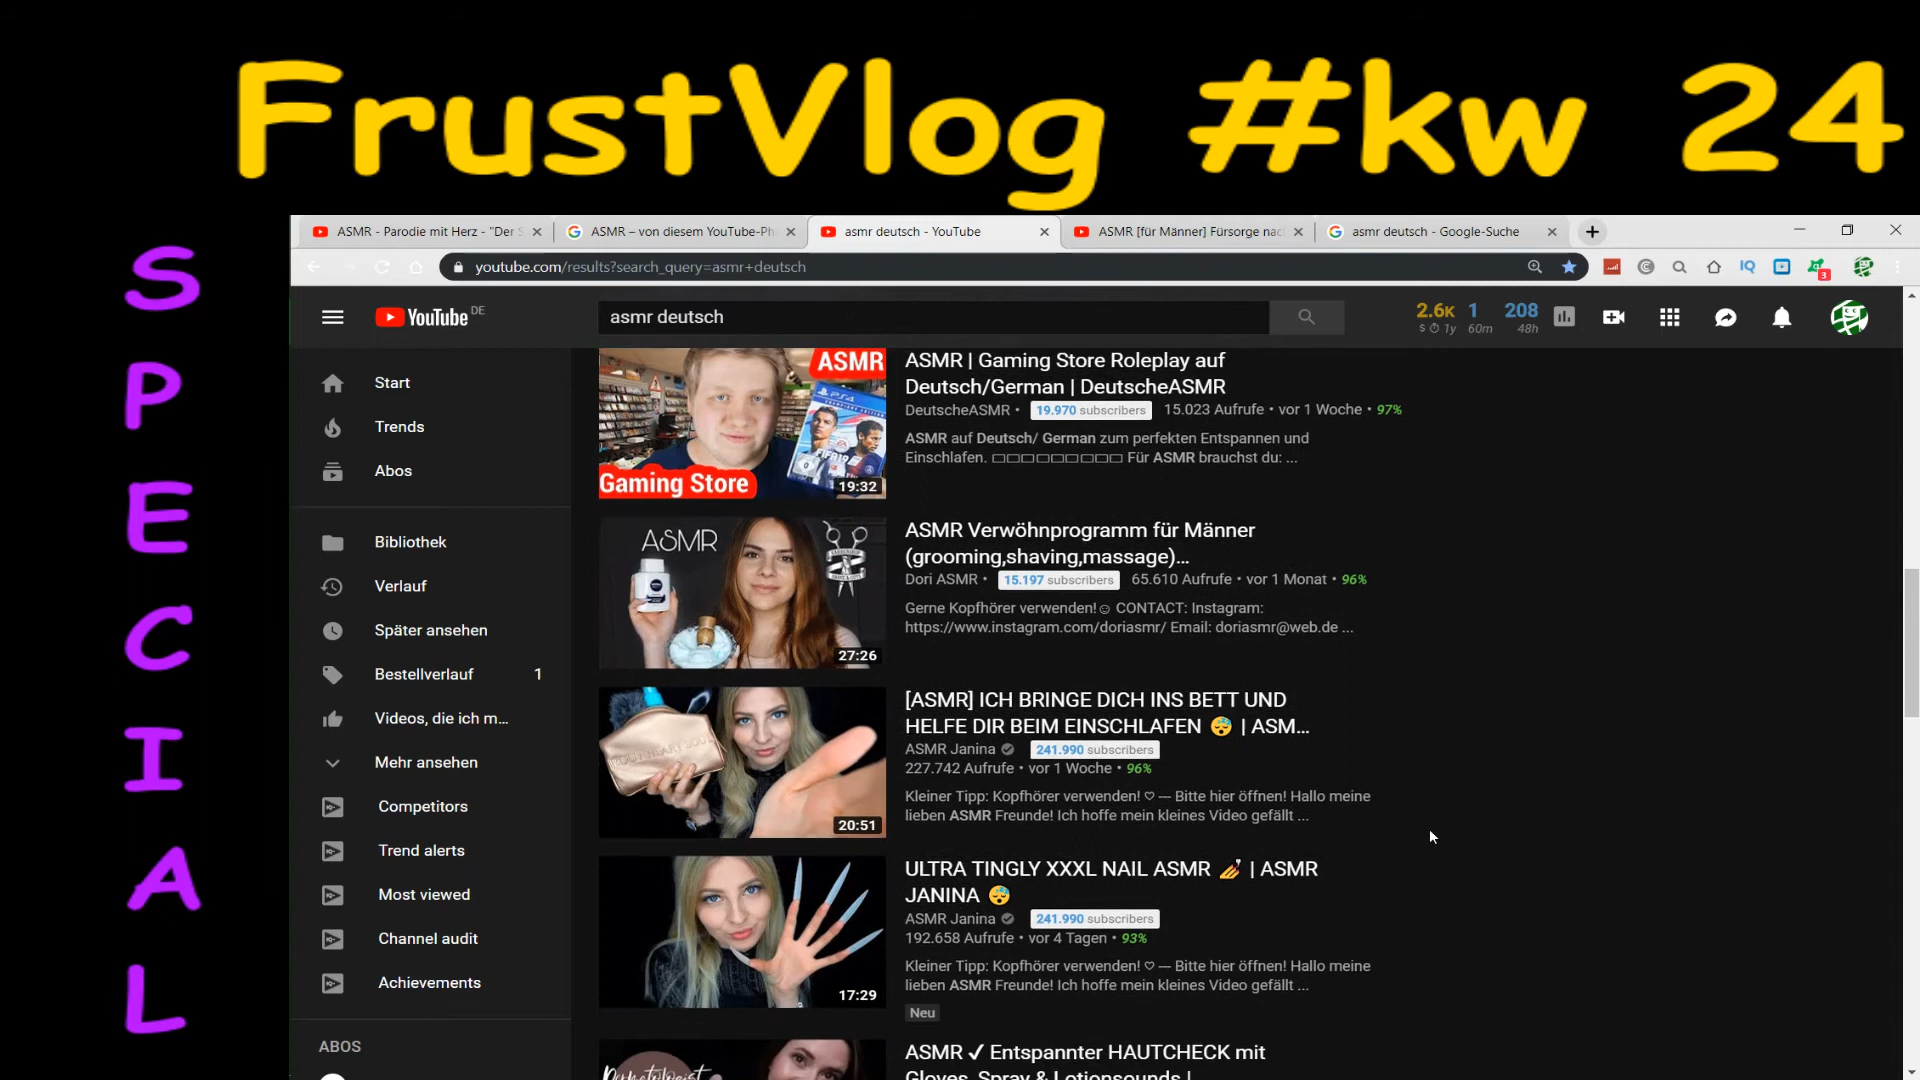 FrustVlog #kw 24
SPECIAL
ASMR - Parodie mit Herz - "Der S
ASMR – von diesem YouTube-Ph
asmr deutsch - YouTube
ASMR [für Männer] Fürsorge nac
asmr deutsch - Google-Suche
youtube.com/results?search_query=asmr+deutsch
IQ
3
YouTube DE
asmr deutsch
2.6K 1 208
$ 1y 60m 48h
Start
Trends
Abos
Bibliothek
Verlauf
Später ansehen
Bestellverlauf 1
Videos, die ich m...
Mehr ansehen
Competitors
Trend alerts
Most viewed
Channel audit
Achievements
ABOS
ASMR
Gaming Store
19:32
ASMR | Gaming Store Roleplay auf
Deutsch/German | DeutscheASMR
DeutscheASMR • 19.970 subscribers 15.023 Aufrufe • vor 1 Woche • 97%
ASMR auf Deutsch/ German zum perfekten Entspannen und
Einschlafen. □□□□□□□□□ Für ASMR brauchst du: ...
ASMR
27:26
ASMR Verwöhnprogramm für Männer
(grooming,shaving,massage)...
Dori ASMR • 15.197 subscribers 65.610 Aufrufe • vor 1 Monat • 96%
Gerne Kopfhörer verwenden!☺ CONTACT: Instagram:
https://www.instagram.com/doriasmr/ Email: doriasmr@web.de ...
20:51
[ASMR] ICH BRINGE DICH INS BETT UND
HELFE DIR BEIM EINSCHLAFEN 😴 | ASM...
ASMR Janina 241.990 subscribers
227.742 Aufrufe • vor 1 Woche • 96%
Kleiner Tipp: Kopfhörer verwenden! ♡ --- Bitte hier öffnen! Hallo meine
lieben ASMR Freunde! Ich hoffe mein kleines Video gefällt ...
17:29
ULTRA TINGLY XXXL NAIL ASMR 💅 | ASMR
JANINA 😴
ASMR Janina 241.990 subscribers
192.658 Aufrufe • vor 4 Tagen • 93%
Kleiner Tipp: Kopfhörer verwenden! ♡ --- Bitte hier öffnen! Hallo meine
lieben ASMR Freunde! Ich hoffe mein kleines Video gefällt ...
Neu
ASMR ✓ Entspannter HAUTCHECK mit
Gloves, Spray & Lotionsounds |